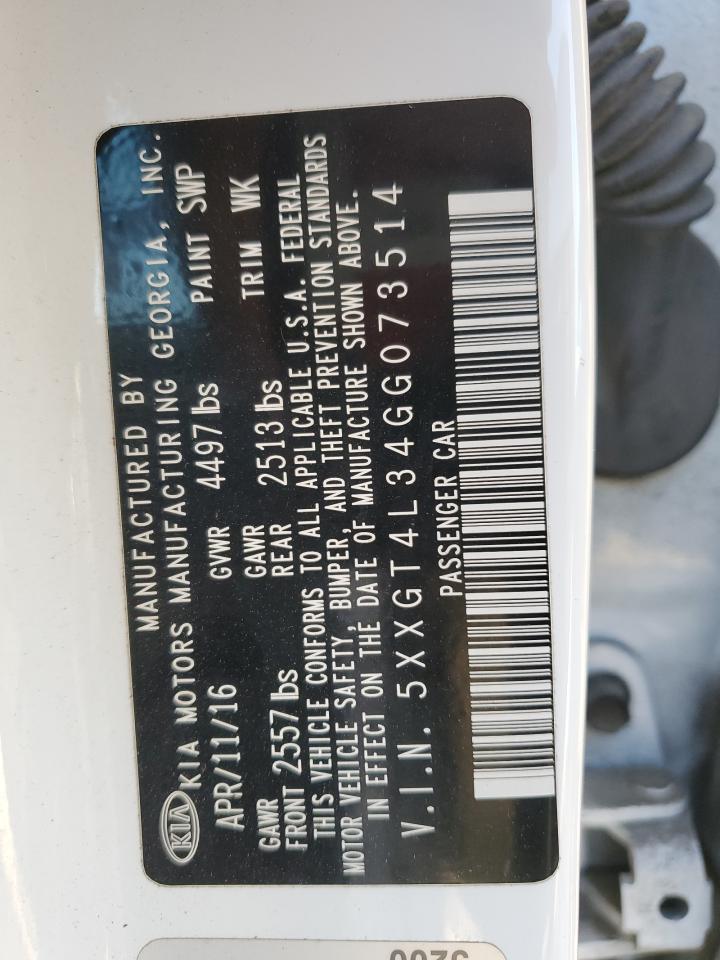 MANUFACTURED BY
KIA KIA MOTORS MANUFACTURING GEORGIA, INC.
APR/11/16 GVWR 4497 lbs PAINT SWP
GAWR FRONT 2557 lbs GAWR REAR 2513 lbs TRIM WK
THIS VEHICLE CONFORMS TO ALL APPLICABLE U.S.A. FEDERAL
MOTOR VEHICLE SAFETY, BUMPER, AND THEFT PREVENTION STANDARDS
IN EFFECT ON THE DATE OF MANUFACTURE SHOWN ABOVE.
V.I.N. 5XXGT4L34GG073514
PASSENGER CAR